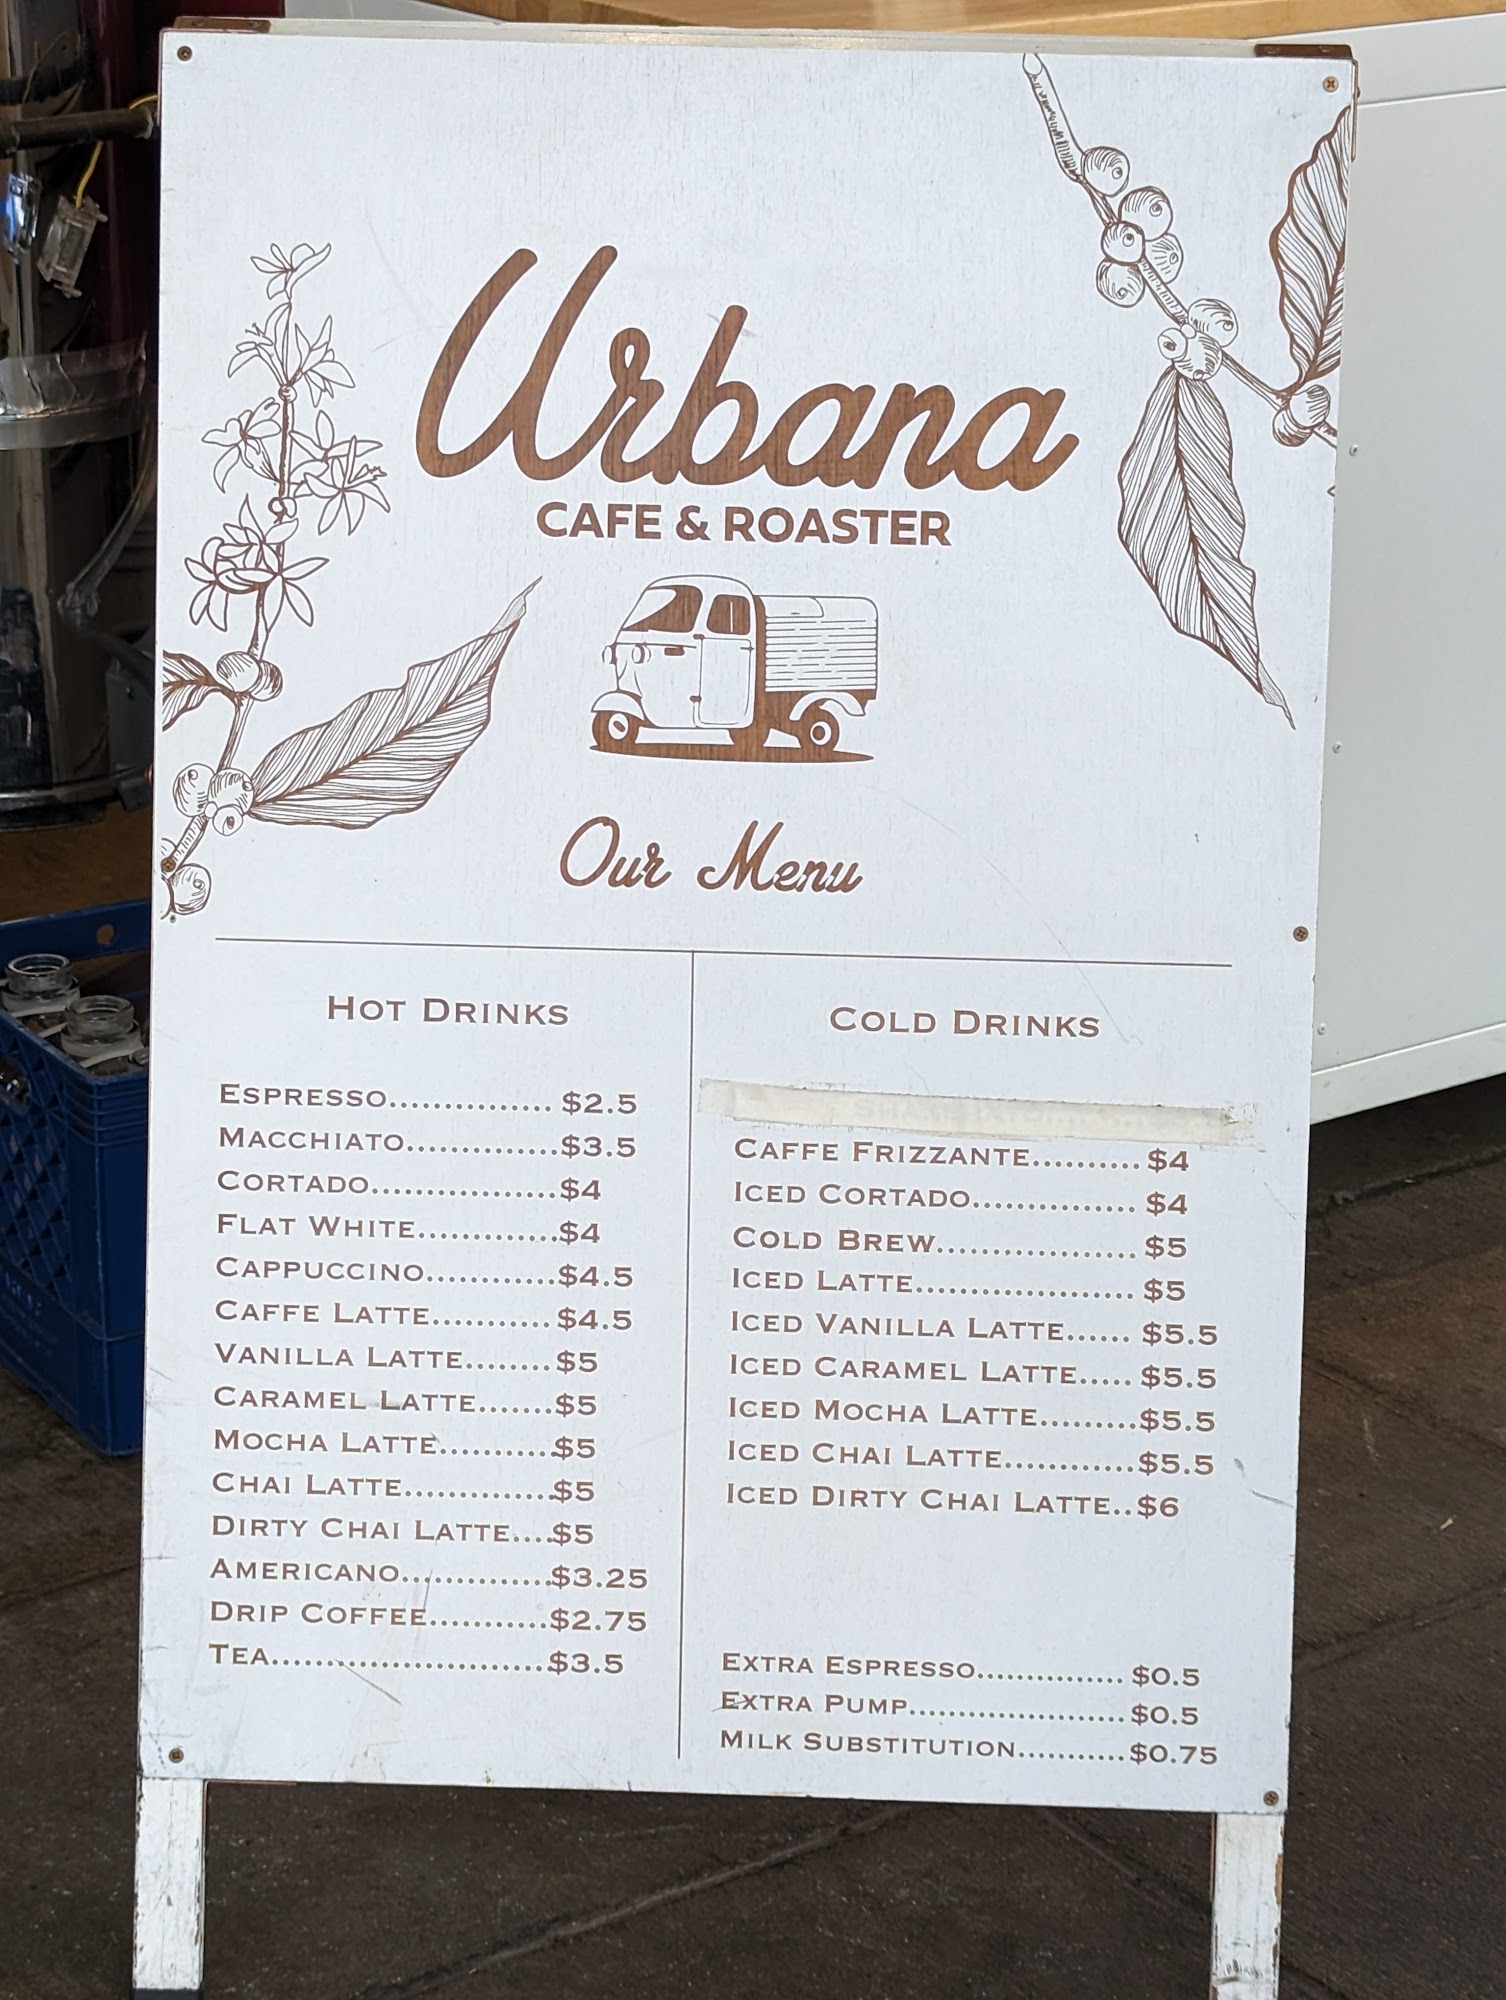 Urbana
CAFE & ROASTER
Our Menu
HOT DRINKS
ESPRESSO............... $2.5
MACCHIATO..............$3.5
CORTADO.................$4
FLAT WHITE.............$4
CAPPUCCINO............$4.5
CAFFE LATTE........... $4.5
VANILLA LATTE........$5
CARAMEL LATTE.......$5
MOCHA LATTE...........$5
CHAI LATTE..............$5
DIRTY CHAI LATTE....$5
AMERICANO..............$3.25
DRIP COFFEE...........$2.75
TEA.........................$3.5
COLD DRINKS
CAFFE FRIZZANTE.......... $4
ICED CORTADO............... $4
COLD BREW................... $5
ICED LATTE..................... $5
ICED VANILLA LATTE...... $5.5
ICED CARAMEL LATTE..... $5.5
ICED MOCHA LATTE.........$5.5
ICED CHAI LATTE............$5.5
ICED DIRTY CHAI LATTE..$6
EXTRA ESPRESSO.............. $0.5
EXTRA PUMP..................... $0.5
MILK SUBSTITUTION...........$0.75